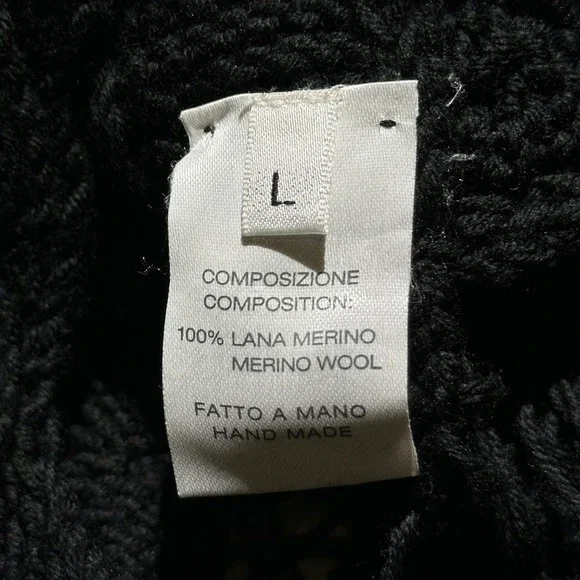 L
COMPOSIZIONE
COMPOSITION:
100% LANA MERINO
MERINO WOOL
FATTO A MANO
HAND MADE